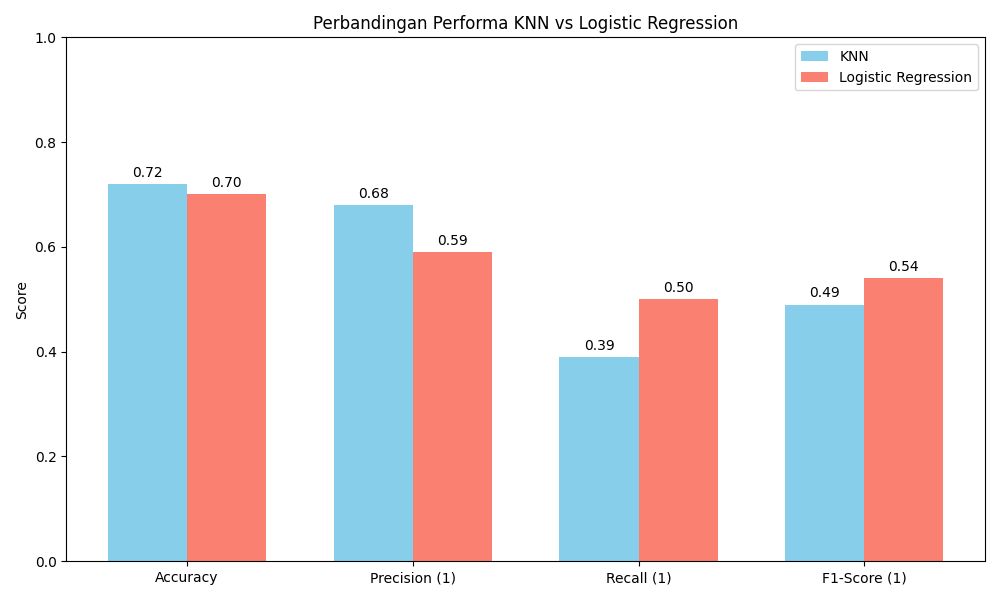 Perbandingan Performa KNN vs Logistic Regression
KNN
Logistic Regression
Score
1.0
0.8
0.6
0.4
0.2
0.0
0.72
0.70
0.68
0.59
0.39
0.50
0.49
0.54
Accuracy
Precision (1)
Recall (1)
F1-Score (1)